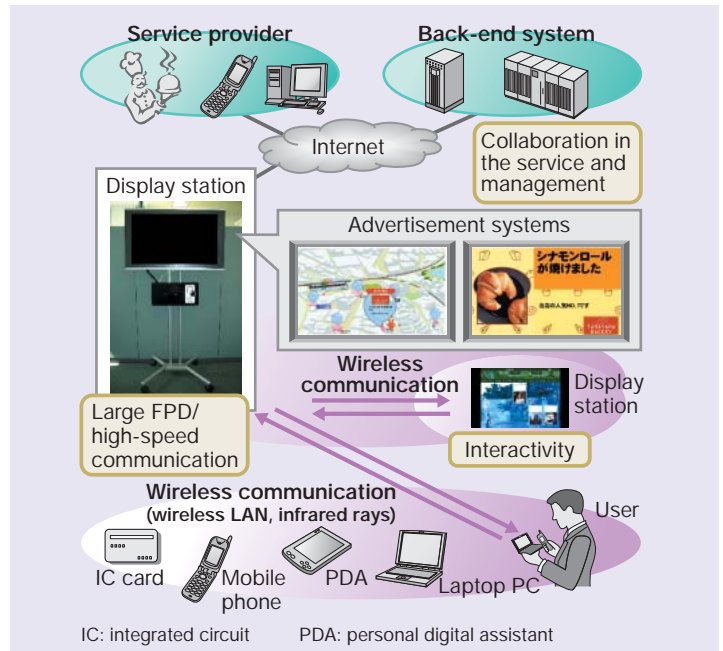 Service provider
Back-end system
Internet
Collaboration in
the service and
management
Display station
Advertisement systems
シナモンロール
が焼けました
Wireless
communication
Display
station
Large FPD/
high-speed
communication
Interactivity
Wireless communication
(wireless LAN, infrared rays)
User
IC card
Mobile
phone
PDA
Laptop PC
IC: integrated circuit
PDA: personal digital assistant